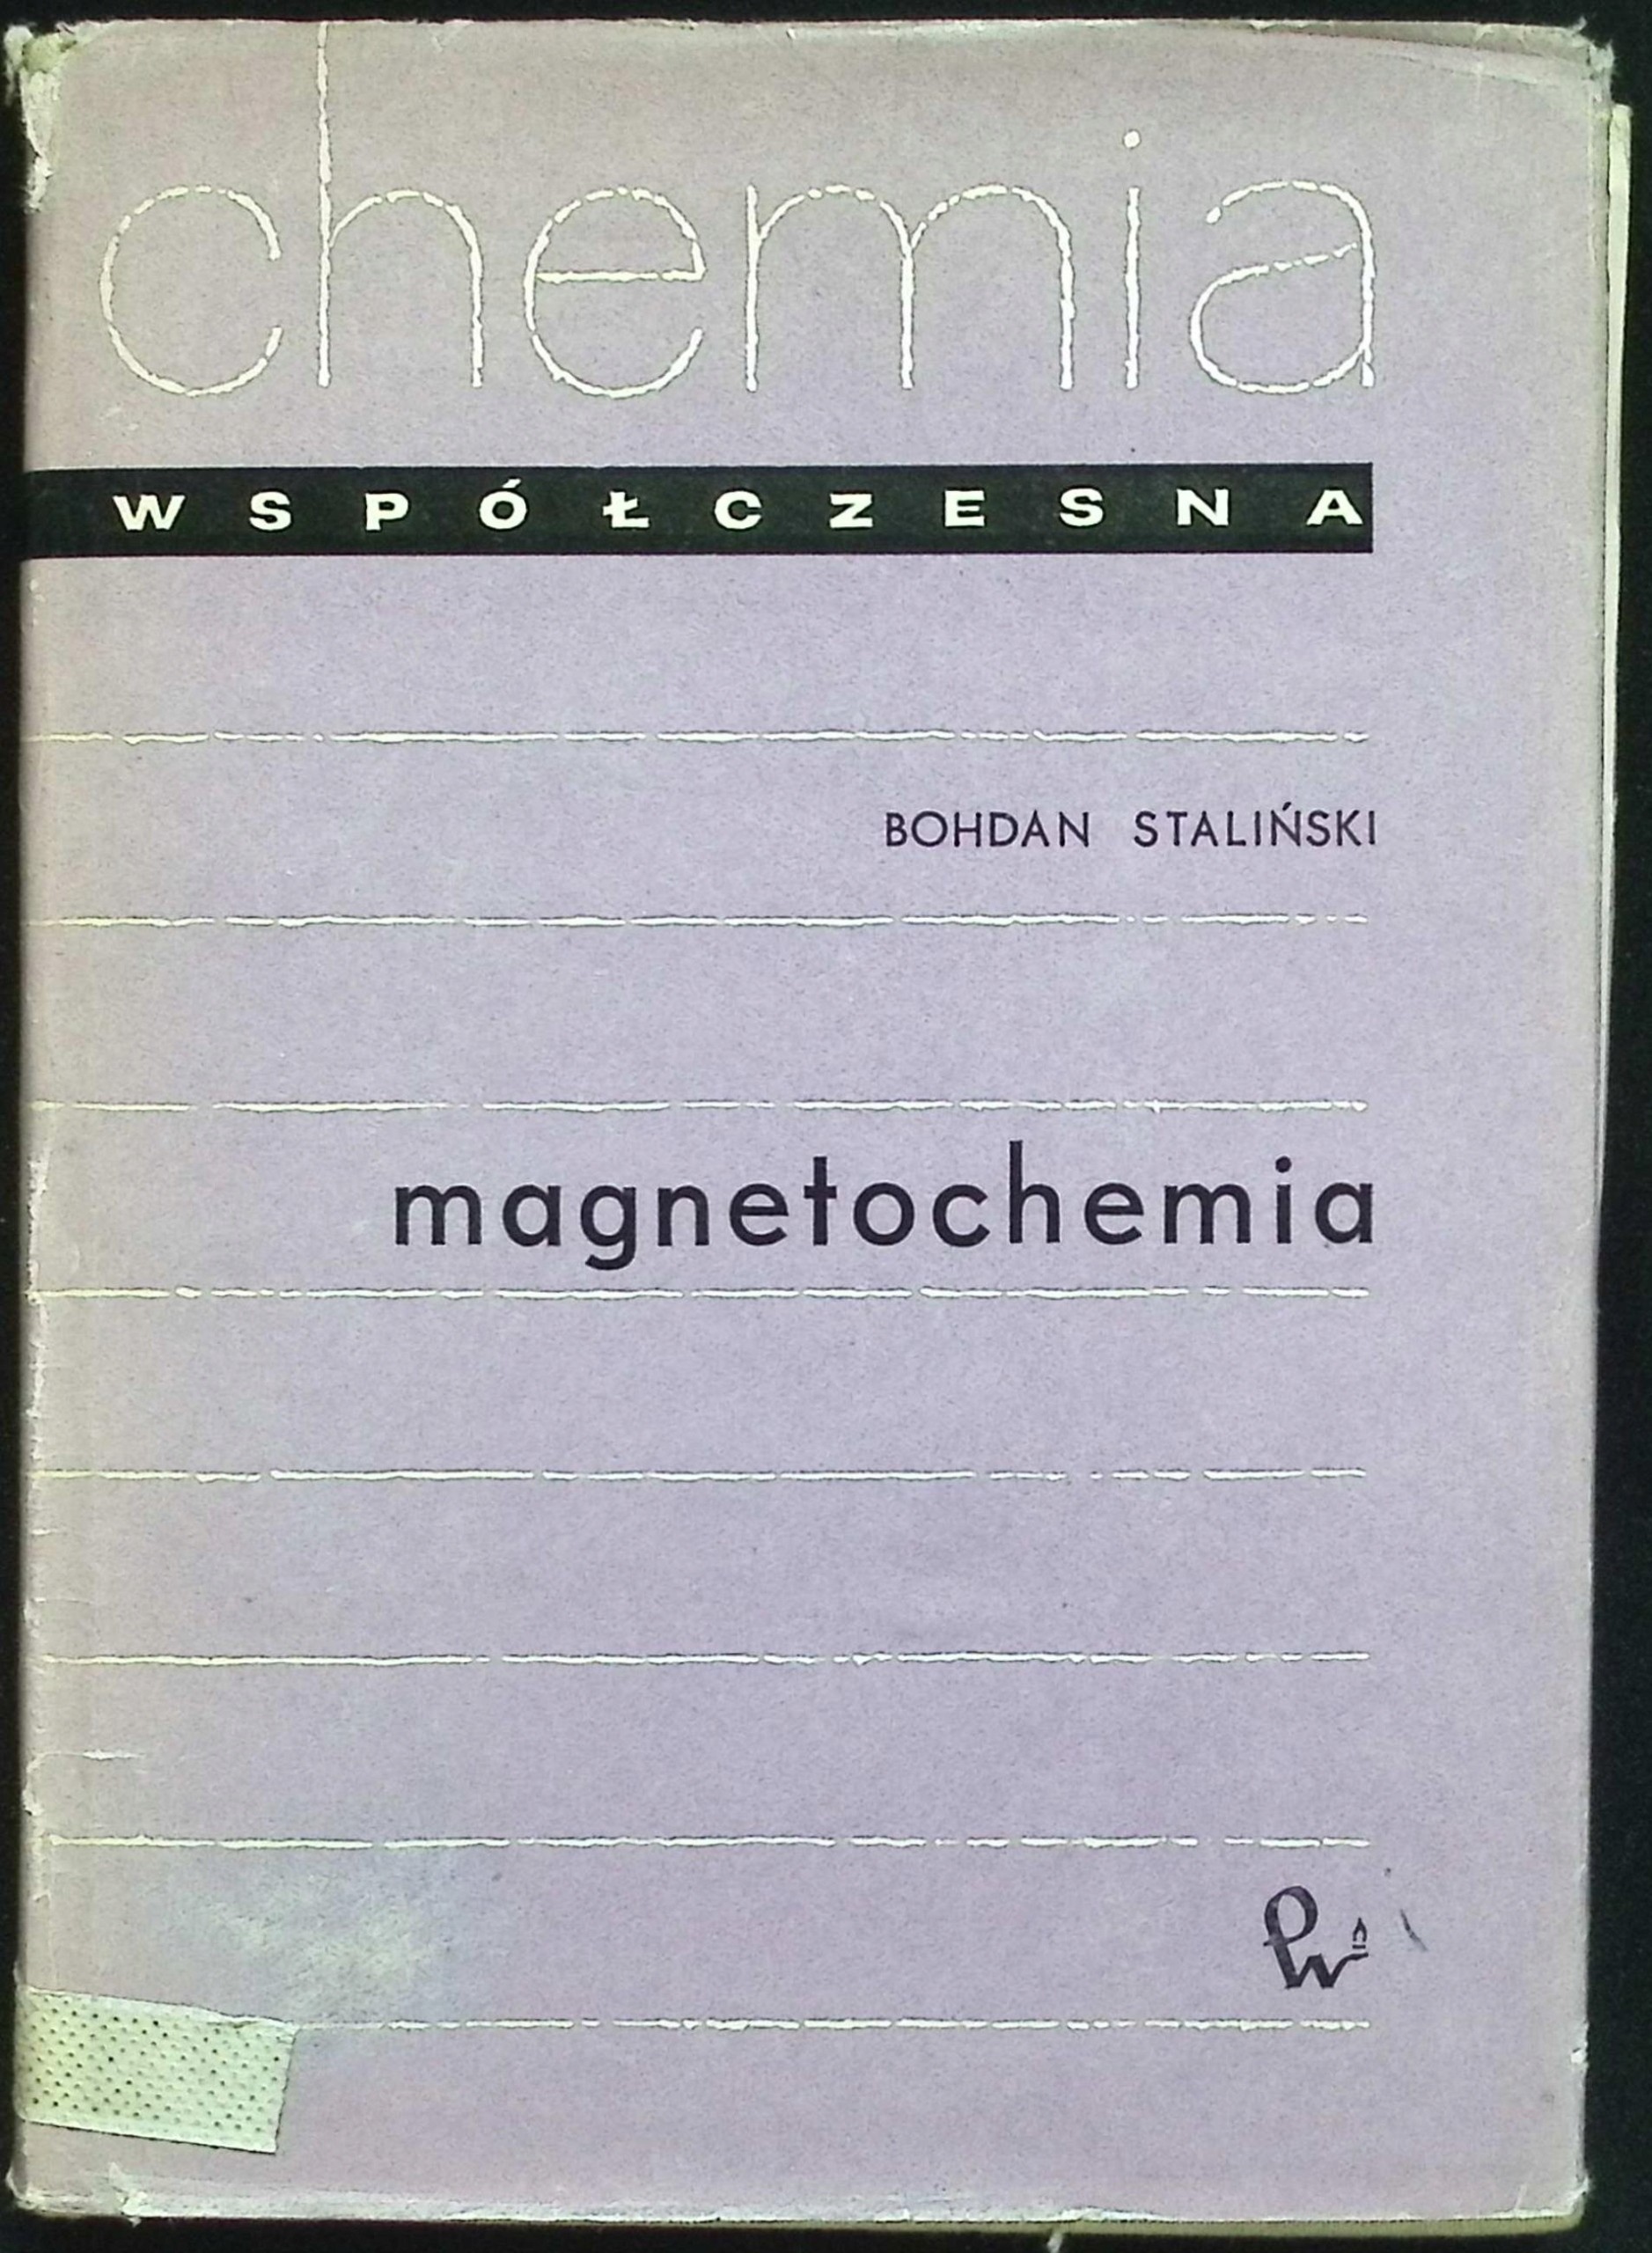 chemia
WSPÓŁCZESNA
BOHDAN STALIŃSKI
magnetochemia